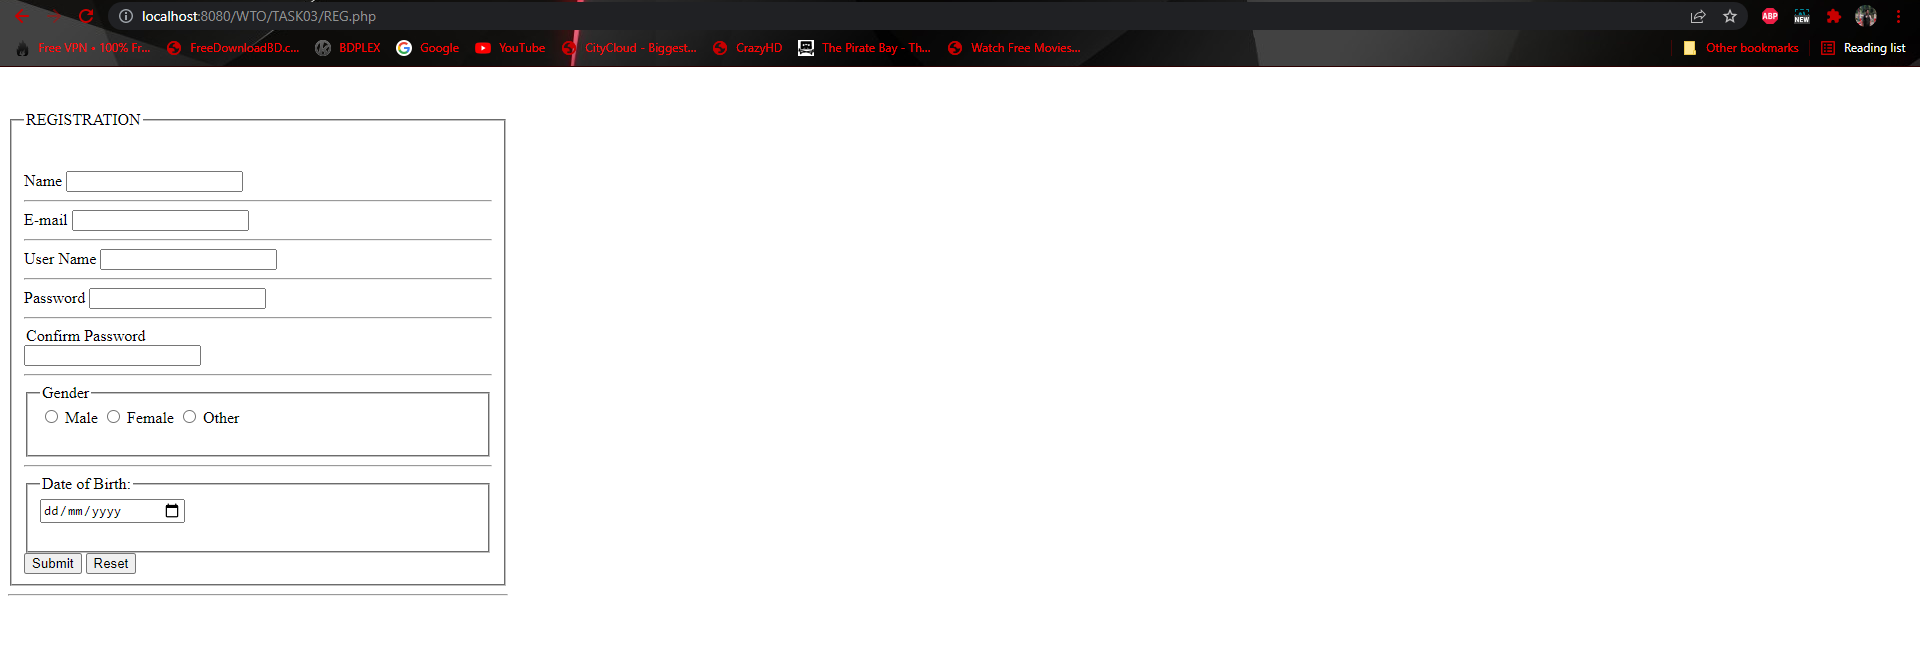 localhost:8080/WTO/TASK03/REG.php
ABP
NEW
Free VPN • 100% Fr... FreeDownloadBD.c... BDPLEX Google YouTube CityCloud - Biggest... CrazyHD The Pirate Bay - Th... Watch Free Movies... Other bookmarks Reading list
REGISTRATION
Name
E-mail
User Name
Password
Confirm Password
Gender
Male Female Other
Date of Birth:
dd/mm/yyyy
Submit Reset